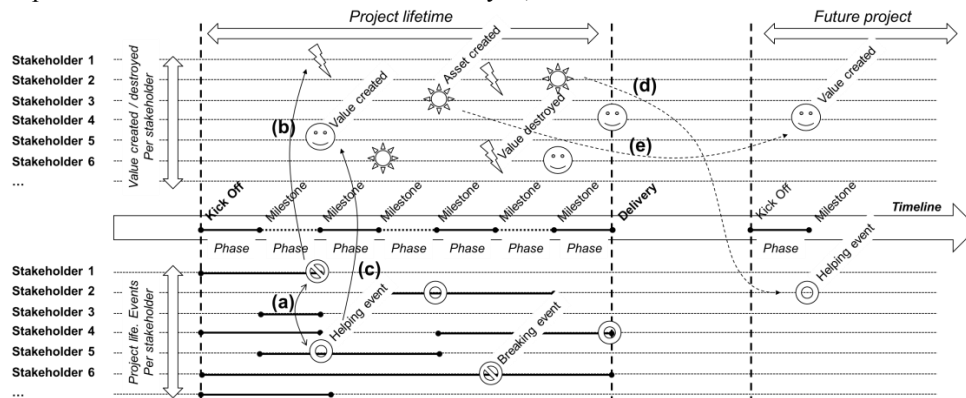 Project lifetime
Future project
Value created / destroyed
Per stakeholder
Stakeholder 1
Stakeholder 2
Stakeholder 3
Stakeholder 4
Stakeholder 5
Stakeholder 6
...
Asset created
Value created
Value destroyed
Value created
(b)
(d)
(e)
Kick Off
Milestone
Milestone
Milestone
Milestone
Milestone
Milestone
Delivery
Kick Off
Milestone
Timeline
Phase
Phase
Phase
Phase
Phase
Phase
Phase
Phase
Project life. Events
Per stakeholder
Stakeholder 1
Stakeholder 2
Stakeholder 3
Stakeholder 4
Stakeholder 5
Stakeholder 6
...
(a)
(c)
Helping event
Breaking event
Helping event